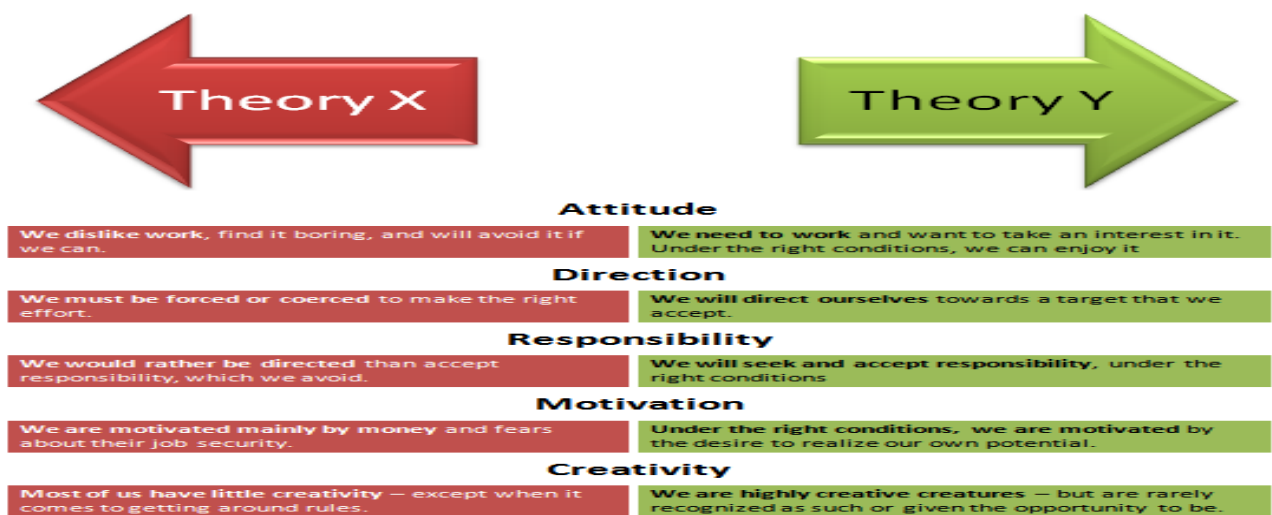 Theory X
Theory Y
Attitude
We dislike work, find it boring, and will avoid it if
we can.
We need to work and want to take an interest in it.
Under the right conditions, we can enjoy it
Direction
We must be forced or coerced to make the right
effort.
We will direct ourselves towards a target that we
accept.
Responsibility
We would rather be directed than accept
responsibility, which we avoid.
We will seek and accept responsibility, under the
right conditions
Motivation
We are motivated mainly by money and fears
about their job security.
Under the right conditions, we are motivated by
the desire to realize our own potential.
Creativity
Most of us have little creativity – except when it
comes to getting around rules.
We are highly creative creatures – but are rarely
recognized as such or given the opportunity to be.